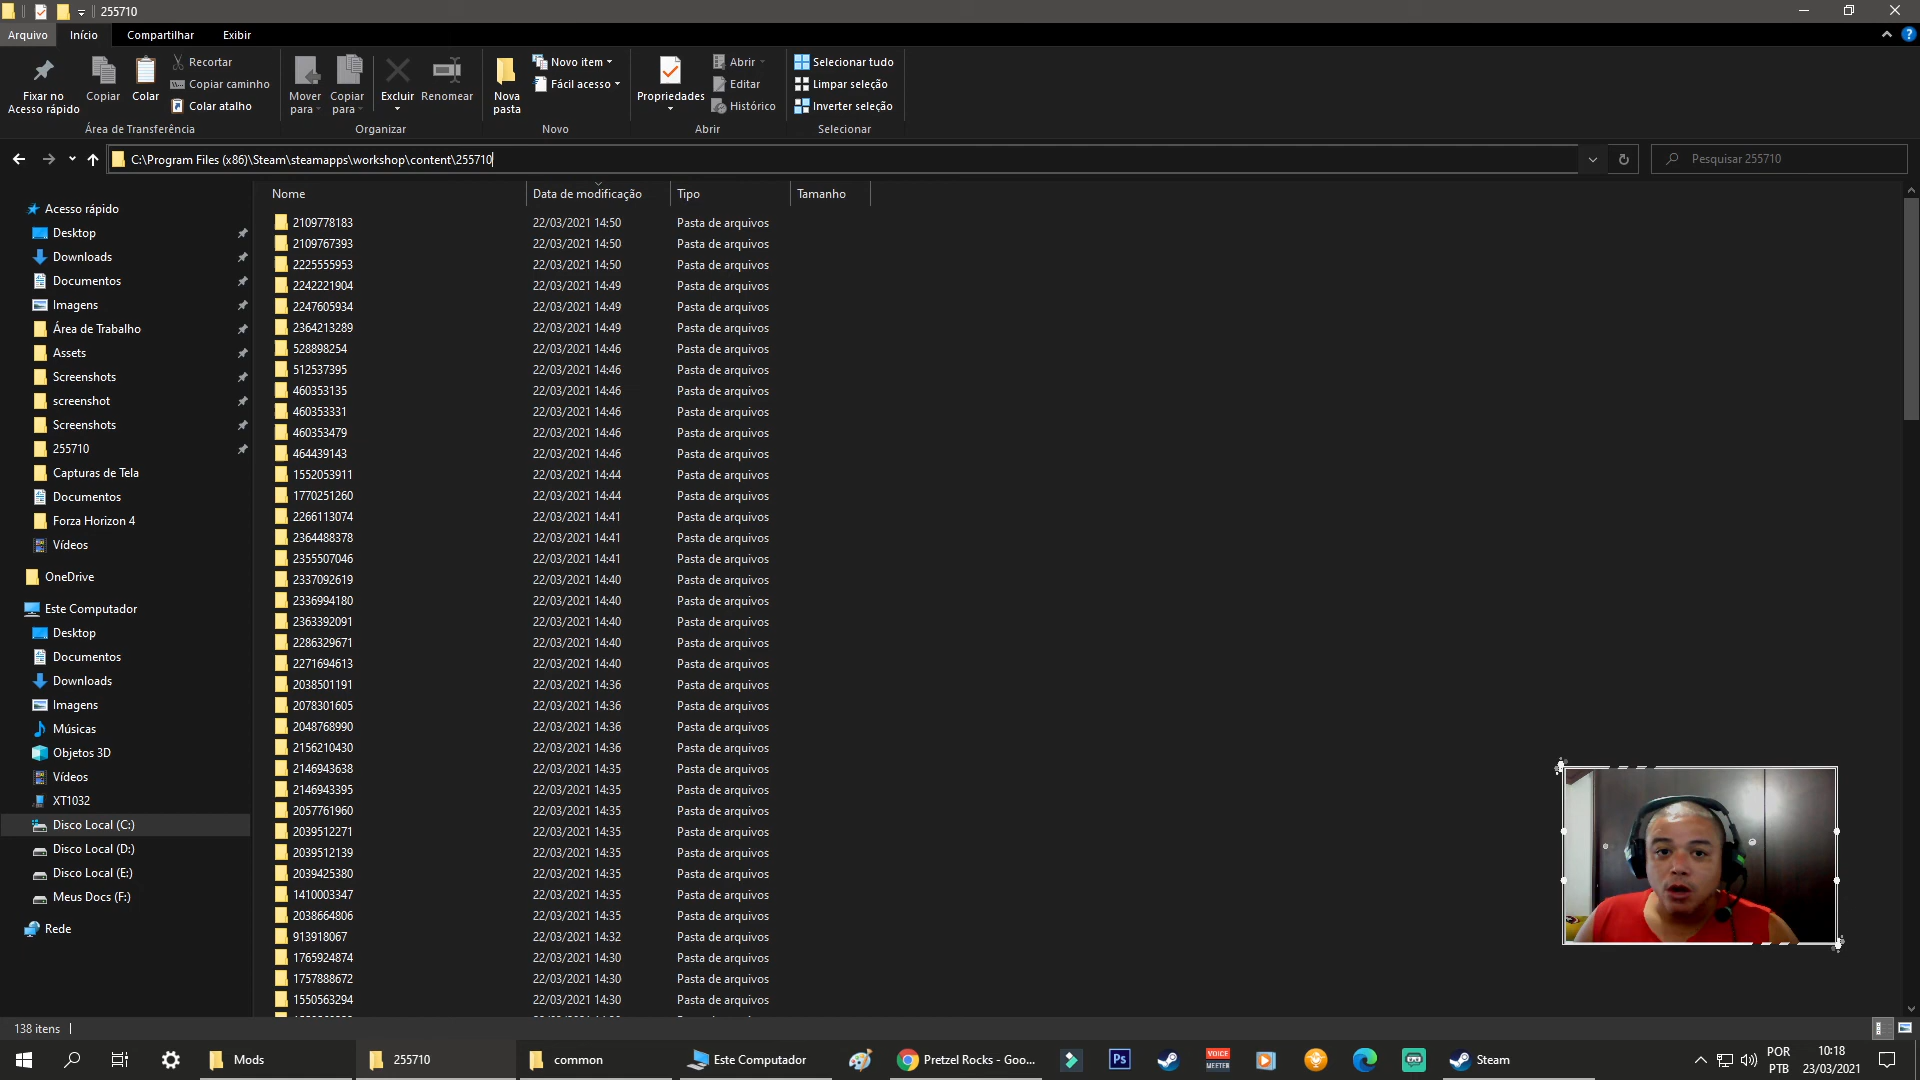 255710
Arquivo Início Compartilhar Exibir
Fixar no Acesso rápido
Copiar
Colar
Recortar
Copiar caminho
Colar atalho
Mover para
Copiar para
Excluir
Renomear
Nova pasta
Novo item
Fácil acesso
Propriedades
Abrir
Editar
Histórico
Selecionar tudo
Limpar seleção
Inverter seleção
Área de Transferência Organizar Novo Abrir Selecionar
C:\Program Files (x86)\Steam\steamapps\workshop\content\255710
Pesquisar 255710
Acesso rápido
Desktop
Downloads
Documentos
Imagens
Área de Trabalho
Assets
Screenshots
screenshot
Screenshots
255710
Capturas de Tela
Documentos
Forza Horizon 4
Vídeos
OneDrive
Este Computador
Desktop
Documentos
Downloads
Imagens
Músicas
Objetos 3D
Vídeos
XT1032
Disco Local (C:)
Disco Local (D:)
Disco Local (E:)
Meus Docs (F:)
Rede
Nome Data de modificação Tipo Tamanho
2109778183 22/03/2021 14:50 Pasta de arquivos
2109767393 22/03/2021 14:50 Pasta de arquivos
2225555953 22/03/2021 14:50 Pasta de arquivos
2242221904 22/03/2021 14:49 Pasta de arquivos
2247605934 22/03/2021 14:49 Pasta de arquivos
2364213289 22/03/2021 14:49 Pasta de arquivos
528898254 22/03/2021 14:46 Pasta de arquivos
512537395 22/03/2021 14:46 Pasta de arquivos
460353135 22/03/2021 14:46 Pasta de arquivos
460353331 22/03/2021 14:46 Pasta de arquivos
460353479 22/03/2021 14:46 Pasta de arquivos
464439143 22/03/2021 14:46 Pasta de arquivos
1552053911 22/03/2021 14:44 Pasta de arquivos
1770251260 22/03/2021 14:44 Pasta de arquivos
2266113074 22/03/2021 14:41 Pasta de arquivos
2364488378 22/03/2021 14:41 Pasta de arquivos
2355507046 22/03/2021 14:41 Pasta de arquivos
2337092619 22/03/2021 14:40 Pasta de arquivos
2336994180 22/03/2021 14:40 Pasta de arquivos
2363392091 22/03/2021 14:40 Pasta de arquivos
2286329671 22/03/2021 14:40 Pasta de arquivos
2271694613 22/03/2021 14:40 Pasta de arquivos
2038501191 22/03/2021 14:36 Pasta de arquivos
2078301605 22/03/2021 14:36 Pasta de arquivos
2048768990 22/03/2021 14:36 Pasta de arquivos
2156210430 22/03/2021 14:36 Pasta de arquivos
2146943638 22/03/2021 14:35 Pasta de arquivos
2146943395 22/03/2021 14:35 Pasta de arquivos
2057761960 22/03/2021 14:35 Pasta de arquivos
2039512271 22/03/2021 14:35 Pasta de arquivos
2039512139 22/03/2021 14:35 Pasta de arquivos
2039425380 22/03/2021 14:35 Pasta de arquivos
1410003347 22/03/2021 14:35 Pasta de arquivos
2038664806 22/03/2021 14:35 Pasta de arquivos
913918067 22/03/2021 14:32 Pasta de arquivos
1765924874 22/03/2021 14:30 Pasta de arquivos
1757888672 22/03/2021 14:30 Pasta de arquivos
1550563294 22/03/2021 14:30 Pasta de arquivos
138 itens
Mods
255710
common
Este Computador
Pretzel Rocks - Goo...
Ps
VOICE MEETER
Steam
POR
PTB
10:18
23/03/2021